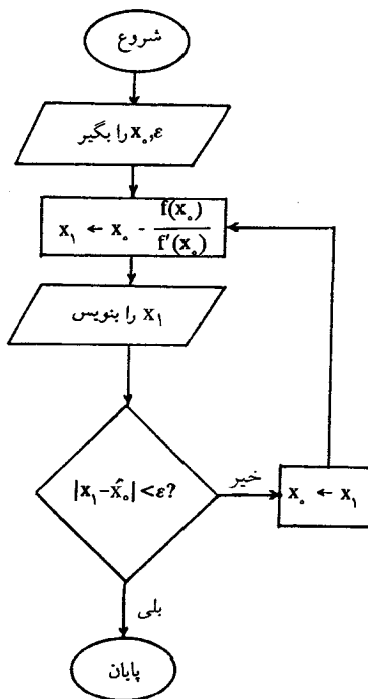 شروع
x₀,ε را بگیر
x₁ ← x₀ - f(x₀)/f'(x₀)
x₁ را بنویس
|x₁-x₀|<ε?
خیر
x₀ ← x₁
بلی
پایان